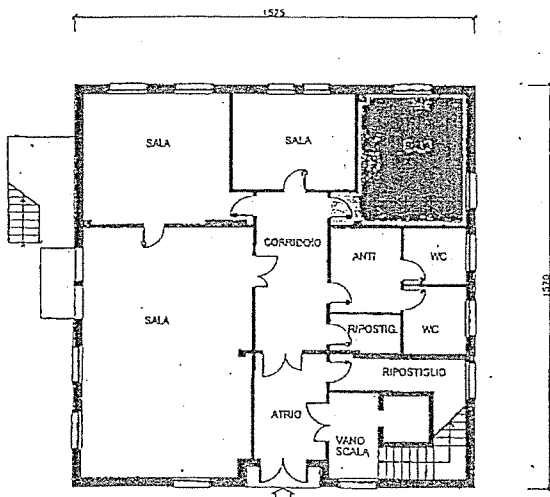 1525
SALA
SALA
CORRIDOIO
ANTI
WC
1570
SALA
RIPOSTIG.
WC
RIPOSTIGLIO
ATRIO
VANO
SCALA